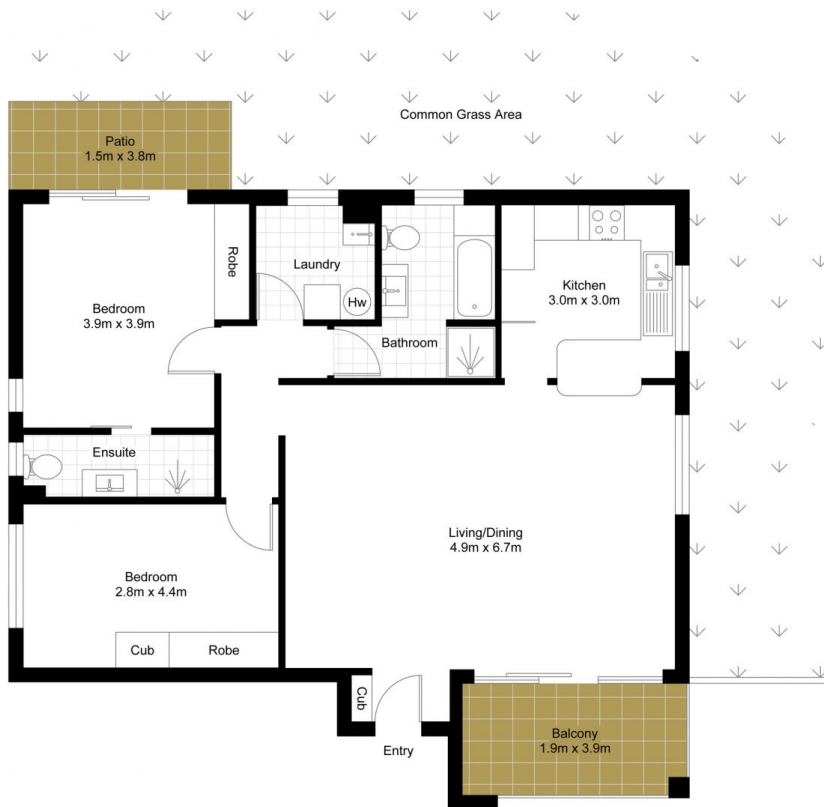 Common Grass Area
Patio
1.5m x 3.8m
Robe
Laundry
Hw
Kitchen
3.0m x 3.0m
Bedroom
3.9m x 3.9m
Bathroom
Ensuite
Living/Dining
4.9m x 6.7m
Bedroom
2.8m x 4.4m
Cub
Robe
Cub
Entry
Balcony
1.9m x 3.9m